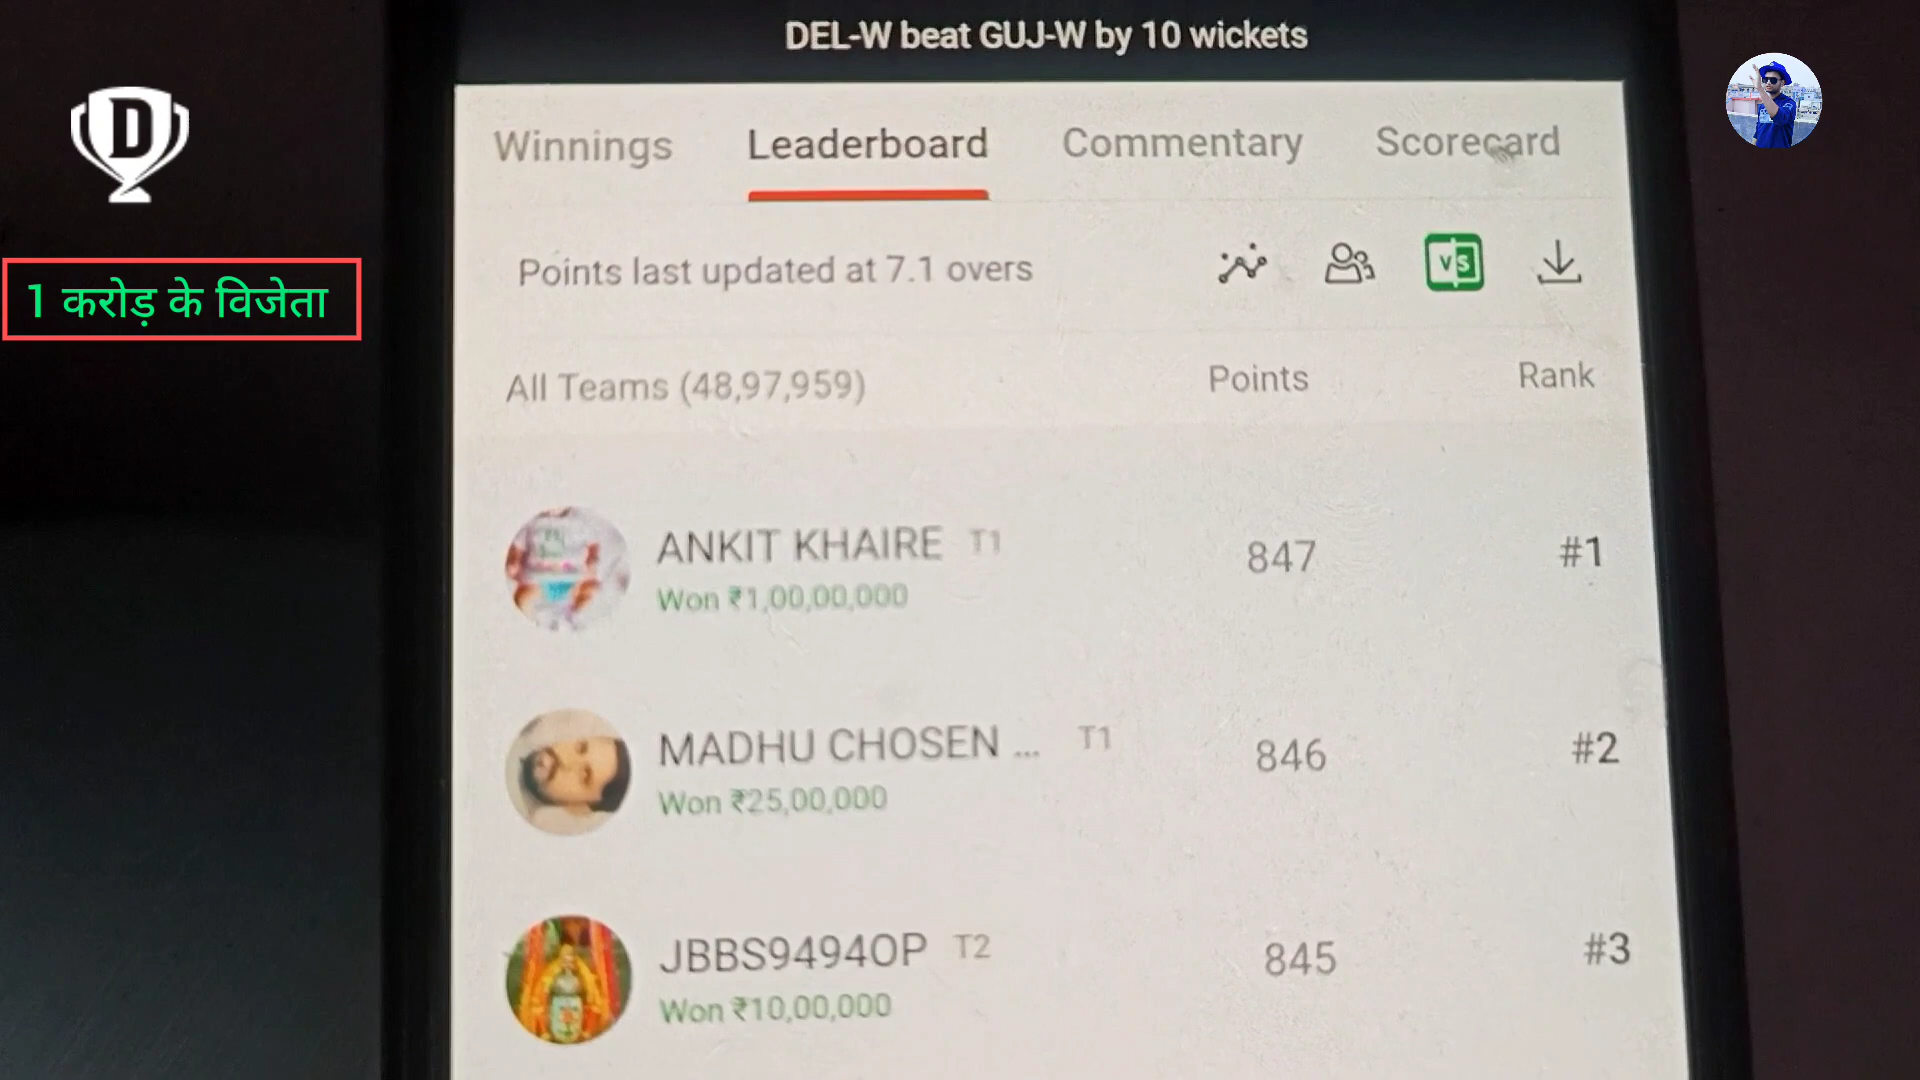 DEL-W beat GUJ-W by 10 wickets
D
1 करोड़ के विजेता
Winnings Leaderboard Commentary Scorecard
Points last updated at 7.1 overs
VS
All Teams (48,97,959) Points Rank
ANKIT KHAIRE T1 847 #1
Won ₹1,00,00,000
MADHU CHOSEN ... T1 846 #2
Won ₹25,00,000
JBBS9494OP T2 845 #3
Won ₹10,00,000